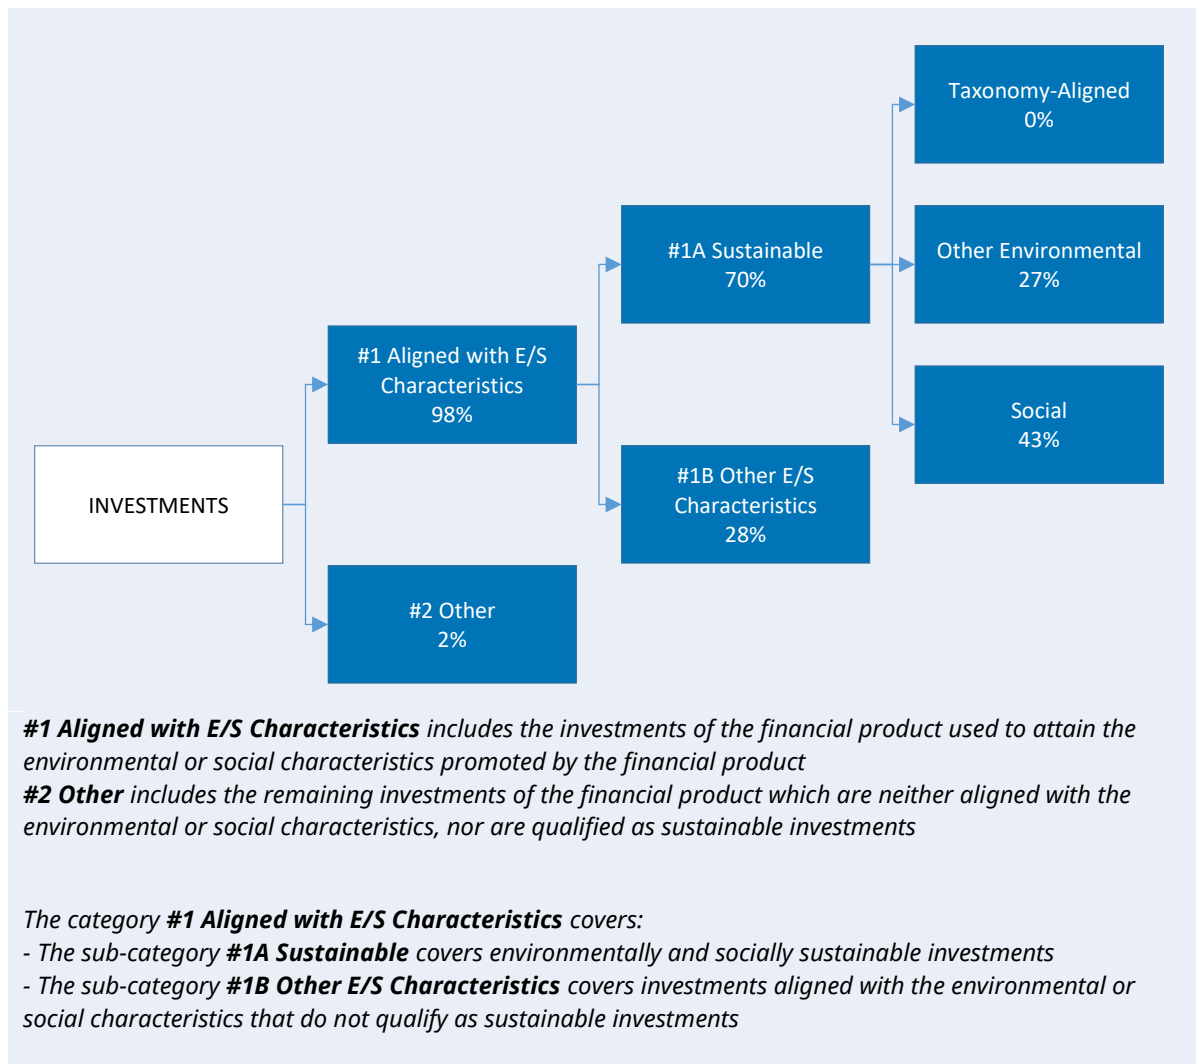 Taxonomy-Aligned
0%
#1A Sustainable
70%
Other Environmental
27%
#1 Aligned with E/S
Characteristics
98%
Social
43%
INVESTMENTS
#1B Other E/S
Characteristics
28%
#2 Other
2%
#1 Aligned with E/S Characteristics includes the investments of the financial product used to attain the
environmental or social characteristics promoted by the financial product
#2 Other includes the remaining investments of the financial product which are neither aligned with the
environmental or social characteristics, nor are qualified as sustainable investments
The category #1 Aligned with E/S Characteristics covers:
- The sub-category #1A Sustainable covers environmentally and socially sustainable investments
- The sub-category #1B Other E/S Characteristics covers investments aligned with the environmental or
social characteristics that do not qualify as sustainable investments